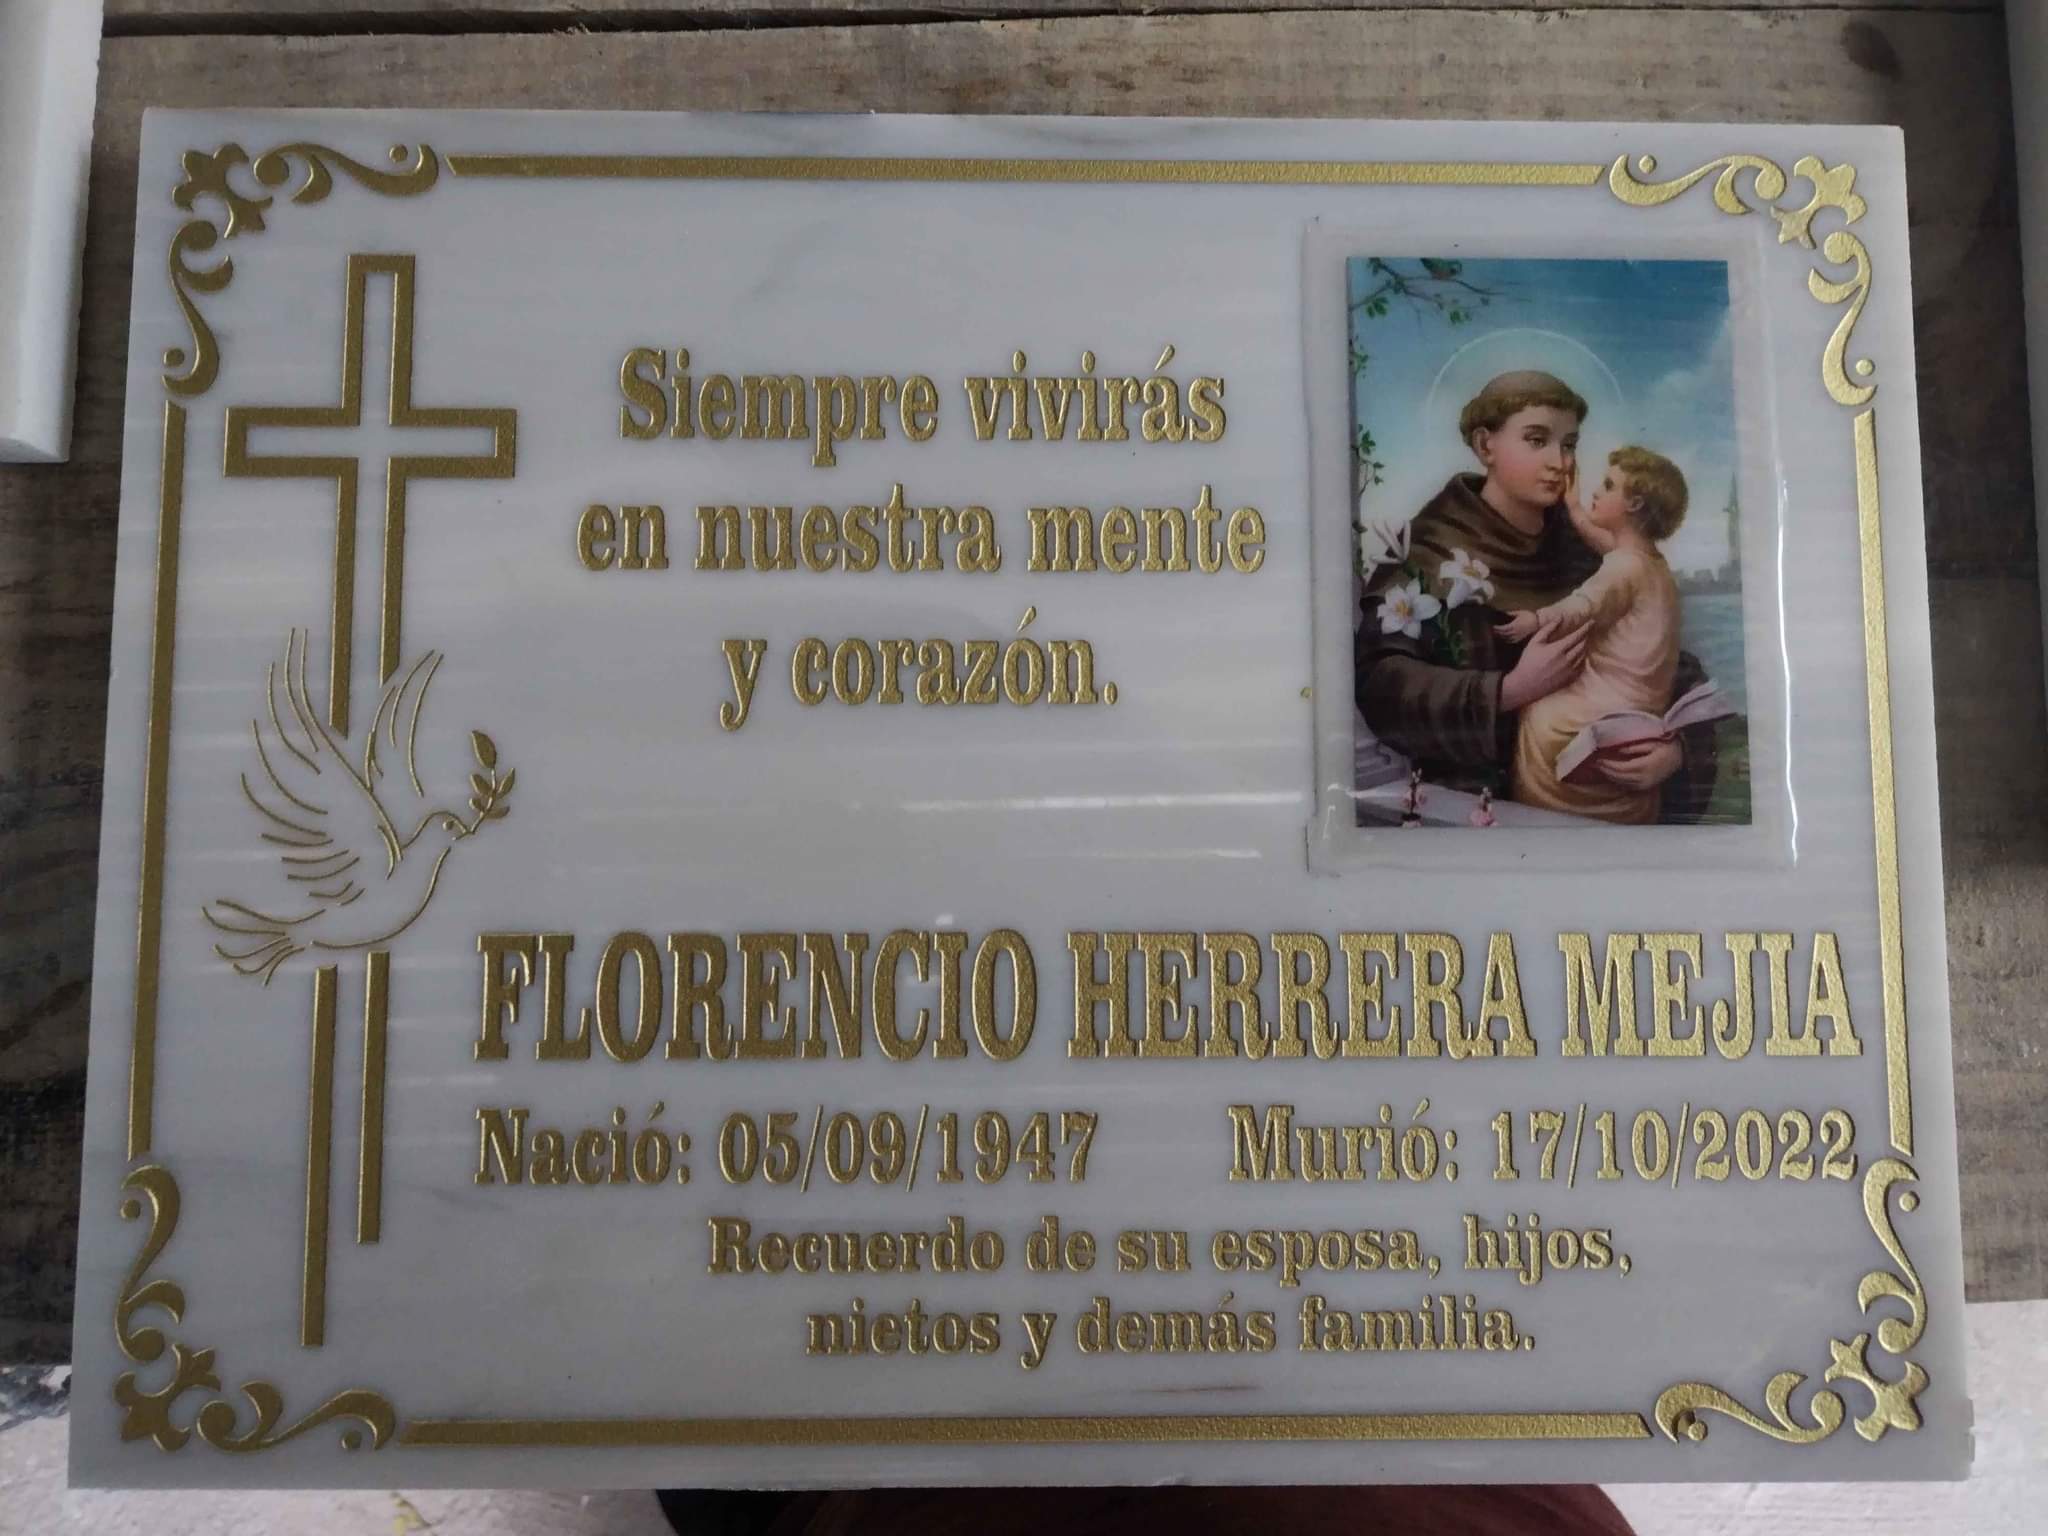 Siempre vivirás
en nuestra mente
y corazón.
FLORENCIO HERRERA MEJIA
Nació: 05/09/1947 Murió: 17/10/2022
Recuerdo de su esposa, hijos,
nietos y demás familia.